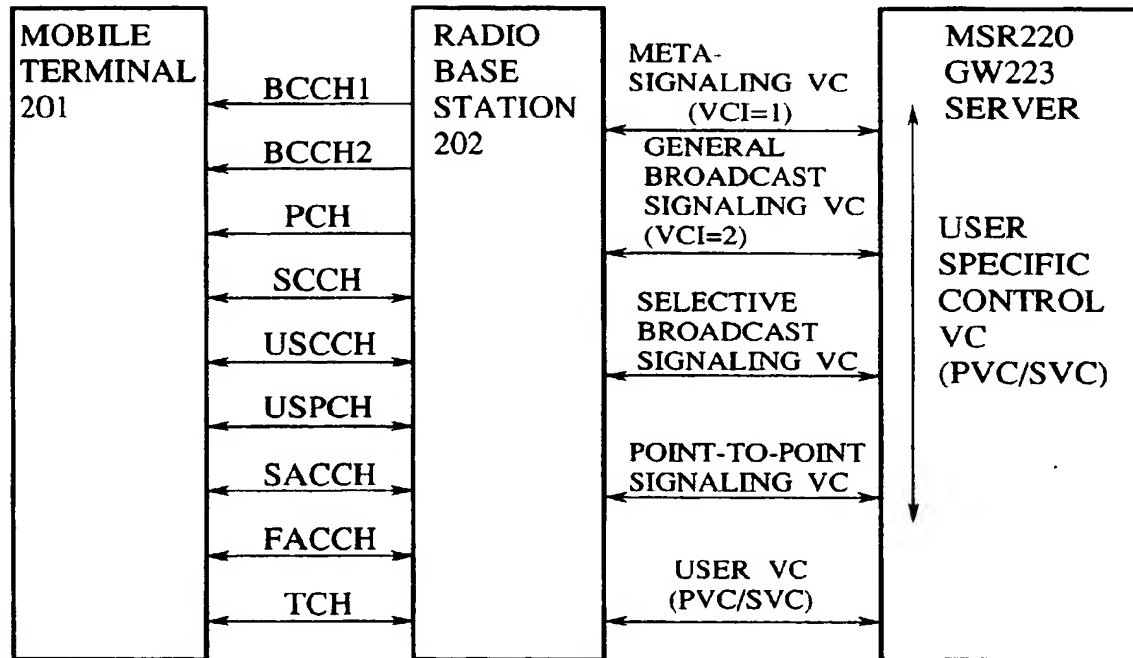 MOBILE
TERMINAL
201
BCCH1
BCCH2
PCH
SCCH
USCCH
USPCH
SACCH
FACCH
TCH
RADIO
BASE
STATION
202
META-
SIGNALING VC
(VCI=1)
GENERAL
BROADCAST
SIGNALING VC
(VCI=2)
SELECTIVE
BROADCAST
SIGNALING VC
POINT-TO-POINT
SIGNALING VC
USER VC
(PVC/SVC)
MSR220
GW223
SERVER
USER
SPECIFIC
CONTROL
VC
(PVC/SVC)